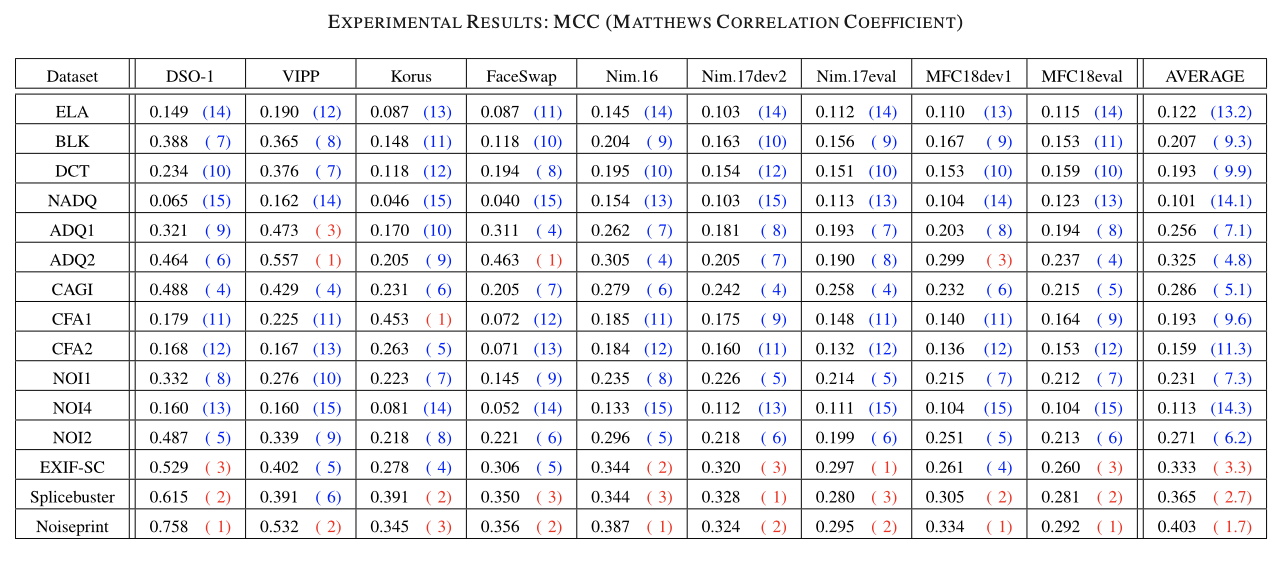 EXPERIMENTAL RESULTS: MCC (MATTHEWS CORRELATION COEFFICIENT)
Dataset DSO-1 VIPP Korus FaceSwap Nim.16 Nim.17dev2 Nim.17eval MFC18dev1 MFC18eval AVERAGE
ELA 0.149 (14) 0.190 (12) 0.087 (13) 0.087 (11) 0.145 (14) 0.103 (14) 0.112 (14) 0.110 (13) 0.115 (14) 0.122 (13.2)
BLK 0.388 ( 7) 0.365 ( 8) 0.148 (11) 0.118 (10) 0.204 ( 9) 0.163 (10) 0.156 ( 9) 0.167 ( 9) 0.153 (11) 0.207 ( 9.3)
DCT 0.234 (10) 0.376 ( 7) 0.118 (12) 0.194 ( 8) 0.195 (10) 0.154 (12) 0.151 (10) 0.153 (10) 0.159 (10) 0.193 ( 9.9)
NADQ 0.065 (15) 0.162 (14) 0.046 (15) 0.040 (15) 0.154 (13) 0.103 (15) 0.113 (13) 0.104 (14) 0.123 (13) 0.101 (14.1)
ADQ1 0.321 ( 9) 0.473 ( 3) 0.170 (10) 0.311 ( 4) 0.262 ( 7) 0.181 ( 8) 0.193 ( 7) 0.203 ( 8) 0.194 ( 8) 0.256 ( 7.1)
ADQ2 0.464 ( 6) 0.557 ( 1) 0.205 ( 9) 0.463 ( 1) 0.305 ( 4) 0.205 ( 7) 0.190 ( 8) 0.299 ( 3) 0.237 ( 4) 0.325 ( 4.8)
CAGI 0.488 ( 4) 0.429 ( 4) 0.231 ( 6) 0.205 ( 7) 0.279 ( 6) 0.242 ( 4) 0.258 ( 4) 0.232 ( 6) 0.215 ( 5) 0.286 ( 5.1)
CFA1 0.179 (11) 0.225 (11) 0.453 ( 1) 0.072 (12) 0.185 (11) 0.175 ( 9) 0.148 (11) 0.140 (11) 0.164 ( 9) 0.193 ( 9.6)
CFA2 0.168 (12) 0.167 (13) 0.263 ( 5) 0.071 (13) 0.184 (12) 0.160 (11) 0.132 (12) 0.136 (12) 0.153 (12) 0.159 (11.3)
NOI1 0.332 ( 8) 0.276 (10) 0.223 ( 7) 0.145 ( 9) 0.235 ( 8) 0.226 ( 5) 0.214 ( 5) 0.215 ( 7) 0.212 ( 7) 0.231 ( 7.3)
NOI4 0.160 (13) 0.160 (15) 0.081 (14) 0.052 (14) 0.133 (15) 0.112 (13) 0.111 (15) 0.104 (15) 0.104 (15) 0.113 (14.3)
NOI2 0.487 ( 5) 0.339 ( 9) 0.218 ( 8) 0.221 ( 6) 0.296 ( 5) 0.218 ( 6) 0.199 ( 6) 0.251 ( 5) 0.213 ( 6) 0.271 ( 6.2)
EXIF-SC 0.529 ( 3) 0.402 ( 5) 0.278 ( 4) 0.306 ( 5) 0.344 ( 2) 0.320 ( 3) 0.297 ( 1) 0.261 ( 4) 0.260 ( 3) 0.333 ( 3.3)
Splicebuster 0.615 ( 2) 0.391 ( 6) 0.391 ( 2) 0.350 ( 3) 0.344 ( 3) 0.328 ( 1) 0.280 ( 3) 0.305 ( 2) 0.281 ( 2) 0.365 ( 2.7)
Noiseprint 0.758 ( 1) 0.532 ( 2) 0.345 ( 3) 0.356 ( 2) 0.387 ( 1) 0.324 ( 2) 0.295 ( 2) 0.334 ( 1) 0.292 ( 1) 0.403 ( 1.7)